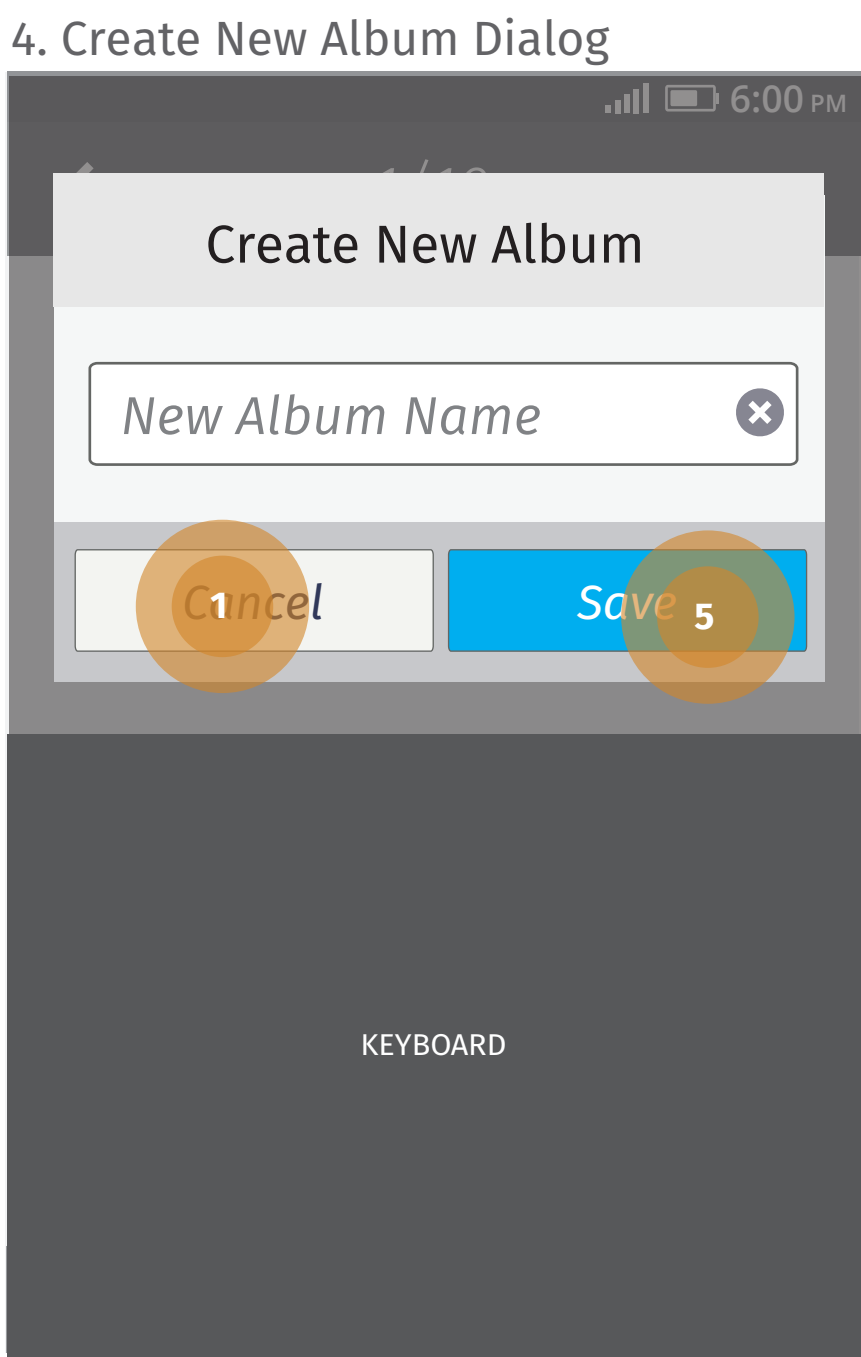 4. Create New Album Dialog
6:00 PM
Create New Album
New Album Name
Cancel
1
Save
5
KEYBOARD